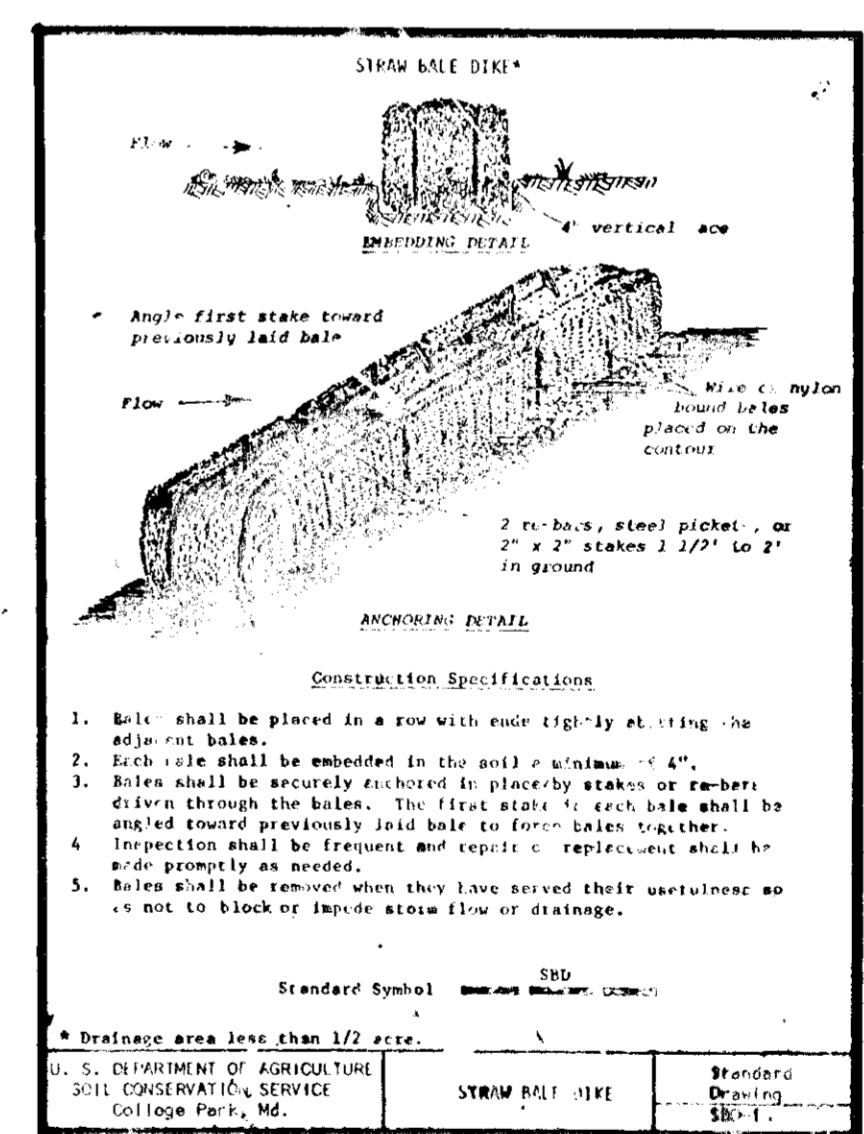 STRAW BALE DIKE*
Flow
4" vertical face
EMBEDDING DETAIL
Angle first stake toward
previously laid bale
Flow
Wire or nylon
bound bales
placed on the
contour
2 re-bars, steel pickets, or
2" x 2" stakes 1 1/2' to 2'
in ground
ANCHORING DETAIL
Construction Specifications
1. Bales shall be placed in a row with ends tightly abutting the
adjacent bales.
2. Each bale shall be embedded in the soil a minimum of 4".
3. Bales shall be securely anchored in place by stakes or re-bars
driven through the bales. The first stake in each bale shall be
angled toward previously laid bale to force bales together.
4 Inspection shall be frequent and repair or replacement shall be
made promptly as needed.
5. Bales shall be removed when they have served their usefulness so
as not to block or impede storm flow or drainage.
SBD
Standard Symbol
* Drainage area less than 1/2 acre.
U. S. DEPARTMENT OF AGRICULTURE
SOIL CONSERVATION SERVICE
College Park, Md.
STRAW BALE DIKE
Standard
Drawing
SBD-1